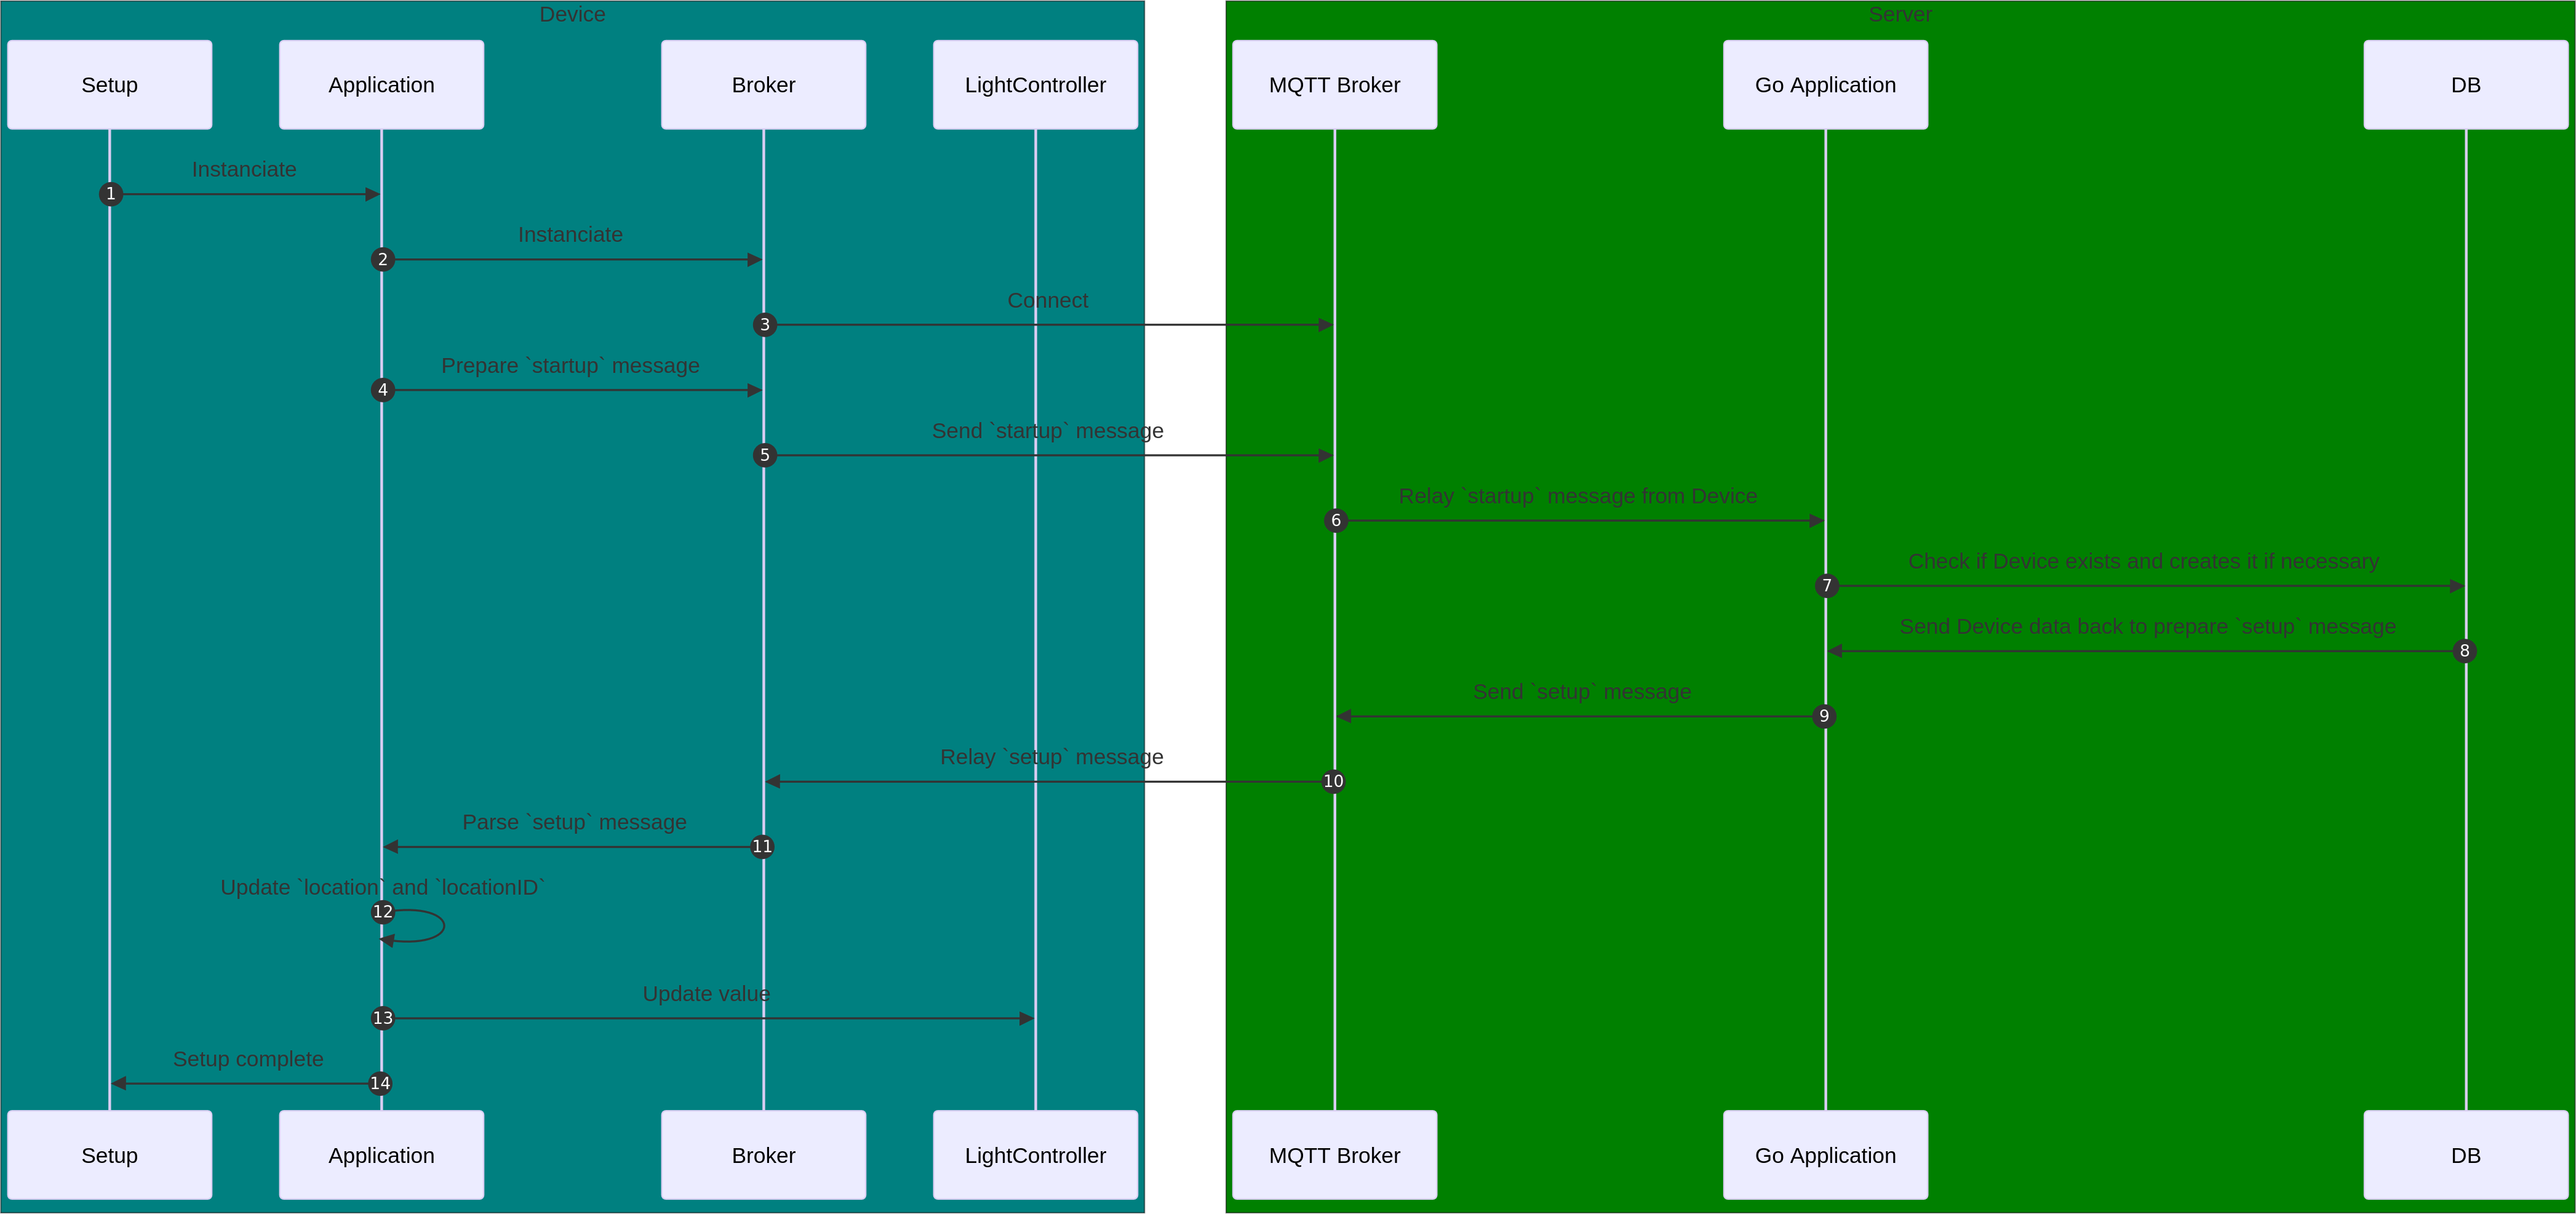 Device
Server
Setup
Application
Broker
LightController
MQTT Broker
Go Application
DB
Instanciate
1
Instanciate
2
Connect
3
Prepare `startup` message
4
Send `startup` message
5
Relay `startup` message from Device
6
Check if Device exists and creates it if necessary
7
Send Device data back to prepare `setup` message
8
Send `setup` message
9
Relay `setup` message
10
Parse `setup` message
11
Update `location` and `locationID`
12
Update value
13
Setup complete
14
Setup
Application
Broker
LightController
MQTT Broker
Go Application
DB